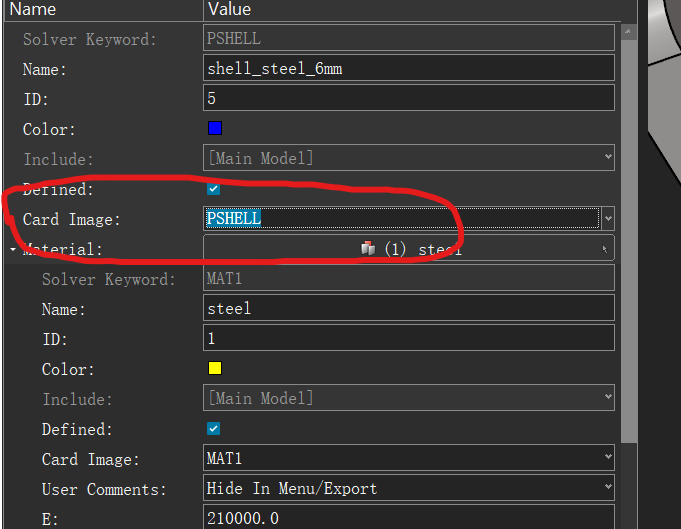 Name Value
Solver Keyword: PSHELL
Name: shell_steel_6mm
ID: 5
Color:
Include: [Main Model]
Defined:
Card Image: PSHELL
Material: (1) steel
Solver Keyword: MAT1
Name: steel
ID: 1
Color:
Include: [Main Model]
Defined:
Card Image: MAT1
User Comments: Hide In Menu/Export
E: 210000.0